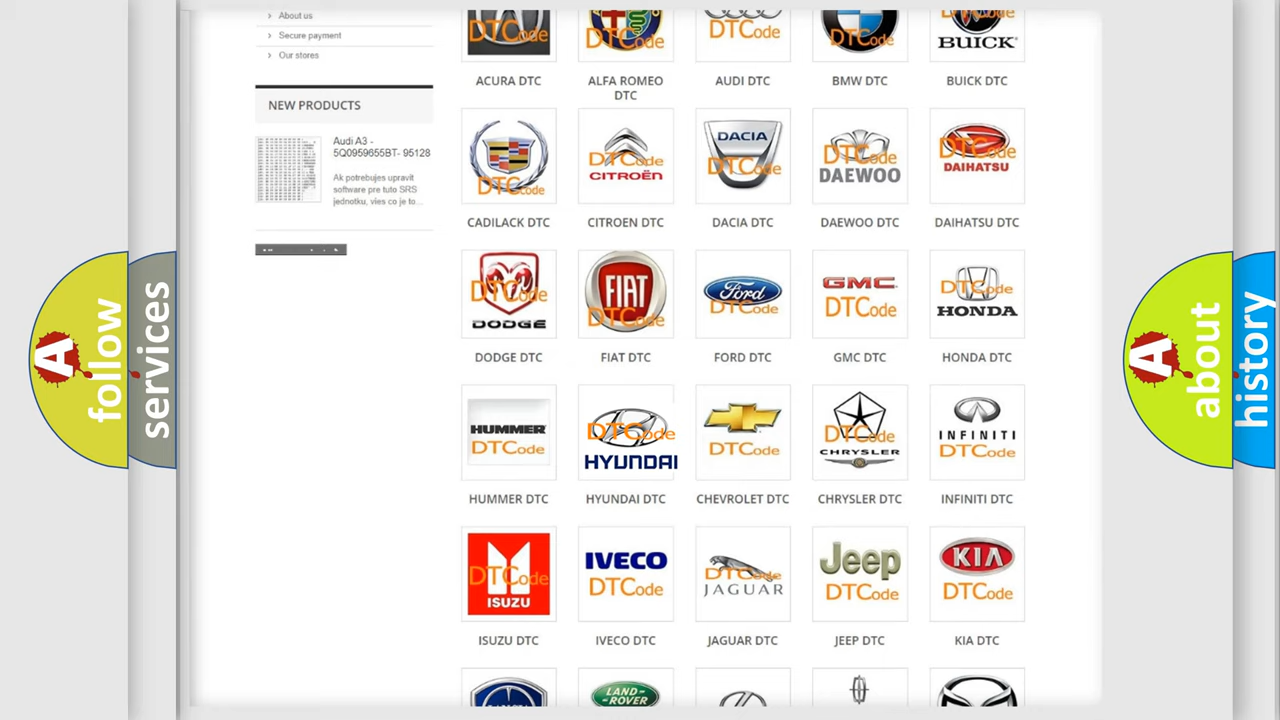 About us
Secure payment
Our stores
NEW PRODUCTS
Audi A3 -
5Q0959655BT- 95128
Ak potrebujes upravit
software pre tuto SRS
jednotku, vies co je to...
DTCode
DTCode
DTCode
DTCode
BUICK
ACURA DTC
ALFA ROMEO
DTC
AUDI DTC
BMW DTC
BUICK DTC
DTCode
DTCode
CITROËN
DACIA
DTCode
DTCode
DAEWOO
DTCode
DAIHATSU
CADILACK DTC
CITROEN DTC
DACIA DTC
DAEWOO DTC
DAIHATSU DTC
DTCode
DODGE
FIAT
DTCode
Ford
DTCode
GMC
DTCode
DTCode
HONDA
DODGE DTC
FIAT DTC
FORD DTC
GMC DTC
HONDA DTC
HUMMER
DTCode
DTCode
HYUNDAI
DTCode
DTCode
CHRYSLER
INFINITI
DTCode
HUMMER DTC
HYUNDAI DTC
CHEVROLET DTC
CHRYSLER DTC
INFINITI DTC
DTCode
ISUZU
IVECO
DTCode
DTCode
JAGUAR
Jeep
DTCode
KIA
DTCode
ISUZU DTC
IVECO DTC
JAGUAR DTC
JEEP DTC
KIA DTC
LAND-
ROVER
A follow
services
A about
history